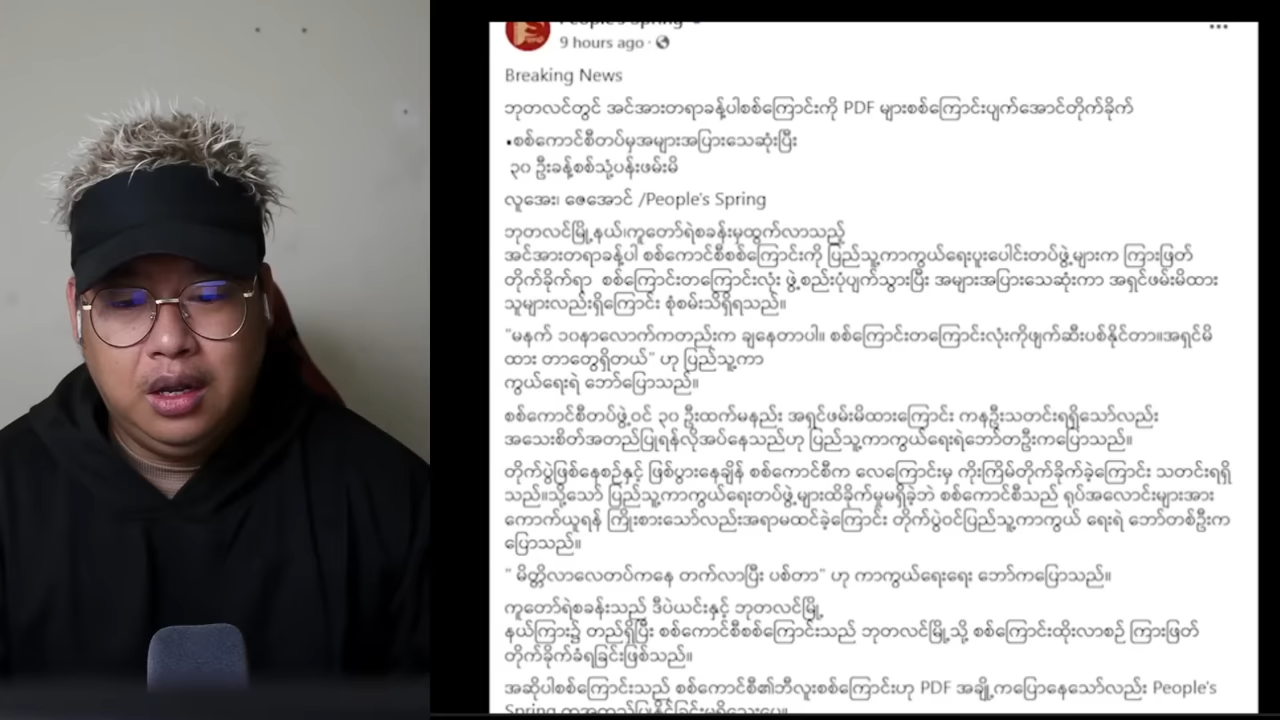 People's Spring
9 hours ago
Breaking News
ဘုတလင်တွင် အင်အားတရာခန့်ပါစစ်ကြောင်းကို PDF များစစ်ကြောင်းပျက်အောင်တိုက်ခိုက်
▪စစ်ကောင်စီတပ်မှအများအပြားသေဆုံးပြီး
၃၀ ဦးခန့်စစ်သုံ့ပန်းဖမ်းမိ
လူအေး၊ ဇေအောင် /People's Spring
ဘုတလင်မြို့နယ်၊ကူတော်ရဲစခန်းမှထွက်လာသည့်
အင်အားတရာခန့်ပါ စစ်ကောင်စီစစ်ကြောင်းကို ပြည်သူ့ကာကွယ်ရေးပူးပေါင်းတပ်ဖွဲ့များက ကြားဖြတ်
တိုက်ခိုက်ရာ စစ်ကြောင်းတကြောင်းလုံး ဖွဲ့စည်းပုံပျက်သွားပြီး အများအပြားသေဆုံးကာ အရှင်ဖမ်းမိထား
သူများလည်းရှိကြောင်း စုံစမ်းသိရှိရသည်။
"မနက် ၁၀နာလောက်ကတည်းက ချနေတာပါ။ စစ်ကြောင်းတကြောင်းလုံးကိုဖျက်ဆီးပစ်နိုင်တာ။အရှင်မိ
ထား တာတွေရှိတယ်" ဟု ပြည်သူ့ကာ
ကွယ်ရေးရဲ ဘော်ပြောသည်။
စစ်ကောင်စီတပ်ဖွဲ့ဝင် ၃၀ ဦးထက်မနည်း အရှင်ဖမ်းမိထားကြောင်း ကနဦးသတင်းရရှိသော်လည်း
အသေးစိတ်အတည်ပြုရန်လိုအပ်နေသည်ဟု ပြည်သူ့ကာကွယ်ရေးရဲဘော်တဦးကပြောသည်။
တိုက်ပွဲဖြစ်နေစဉ်နှင့် ဖြစ်ပွားနေချိန် စစ်ကောင်စီက လေကြောင်းမှ ကိုးကြိမ်တိုက်ခိုက်ခဲ့ကြောင်း သတင်းရရှိ
သည်။သို့သော် ပြည်သူ့ကာကွယ်ရေးတပ်ဖွဲ့များထိခိုက်မှုမရှိခဲ့ဘဲ စစ်ကောင်စီသည် ရုပ်အလောင်းများအား
ကောက်ယူရန် ကြိုးစားသော်လည်းအရာမထင်ခဲ့ကြောင်း တိုက်ပွဲဝင်ပြည်သူ့ကာကွယ် ရေးရဲ ဘော်တစ်ဦးက
ပြောသည်။
" မိတ္ထီလာလေတပ်ကနေ တက်လာပြီး ပစ်တာ" ဟု ကာကွယ်ရေးရေး ဘော်ကပြောသည်။
ကူတော်ရဲစခန်းသည် ဒီပဲယင်းနှင့် ဘုတလင်မြို့
နယ်ကြား၌ တည်ရှိပြီး စစ်ကောင်စီစစ်ကြောင်းသည် ဘုတလင်မြို့သို့ စစ်ကြောင်းထိုးလာစဉ် ကြားဖြတ်
တိုက်ခိုက်ခံရခြင်းဖြစ်သည်။
အဆိုပါစစ်ကြောင်းသည် စစ်ကောင်စီ၏ဘီလူးစစ်ကြောင်းဟု PDF အချို့ကပြောနေသော်လည်း People's
Spring ကအတည်ပြုနိုင်ခြင်းမရှိသေးပေ။